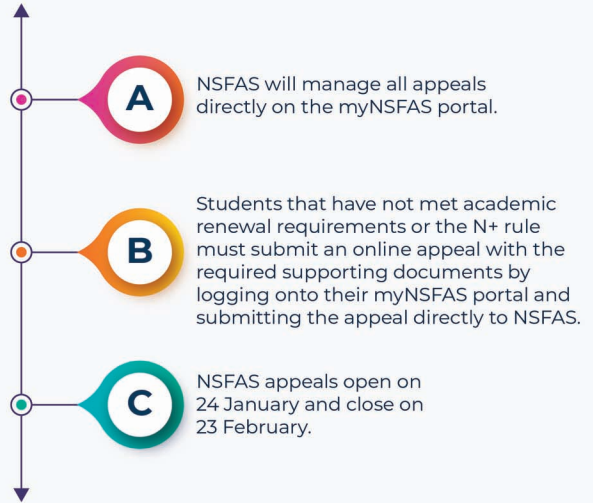 A
NSFAS will manage all appeals
directly on the myNSFAS portal.
B
Students that have not met academic
renewal requirements or the N+ rule
must submit an online appeal with the
required supporting documents by
logging onto their myNSFAS portal and
submitting the appeal directly to NSFAS.
C
NSFAS appeals open on
24 January and close on
23 February.